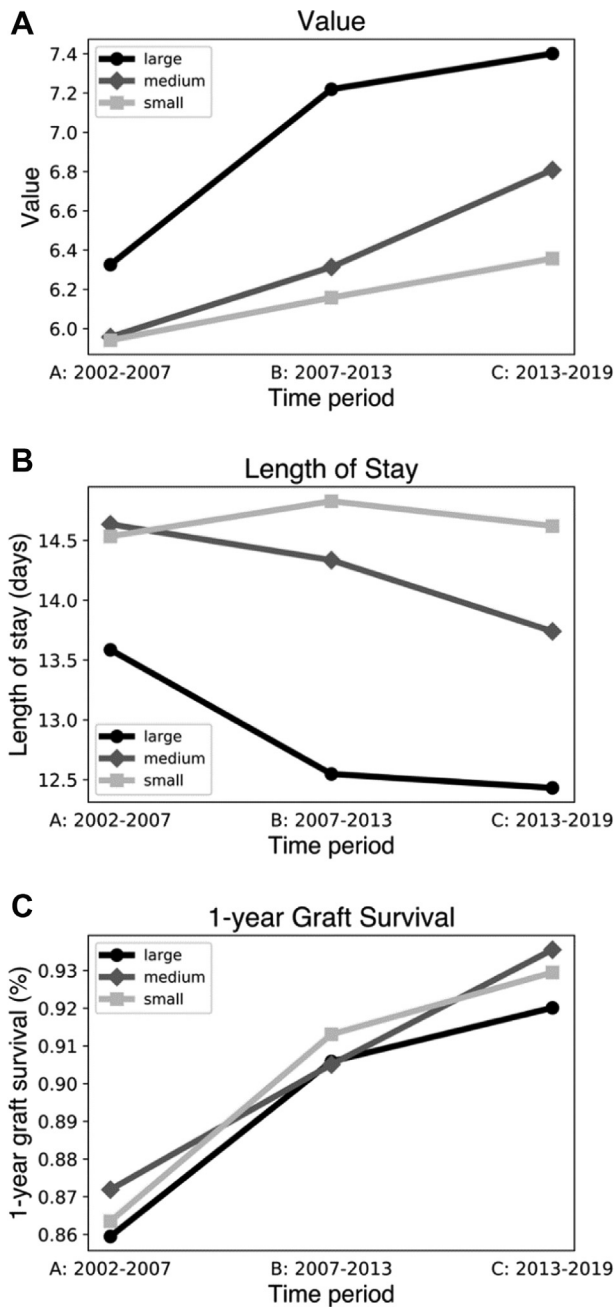 A
Value
large
medium
small
7.4
7.2
7.0
6.8
6.6
6.4
6.2
6.0
Value
A: 2002-2007 B: 2007-2013 C: 2013-2019
Time period
B
Length of Stay
14.5
14.0
13.5
13.0
12.5
Length of stay (days)
large
medium
small
A: 2002-2007 B: 2007-2013 C: 2013-2019
Time period
C
1-year Graft Survival
large
medium
small
0.93
0.92
0.91
0.90
0.89
0.88
0.87
0.86
1-year graft survival (%)
A: 2002-2007 B: 2007-2013 C: 2013-2019
Time period